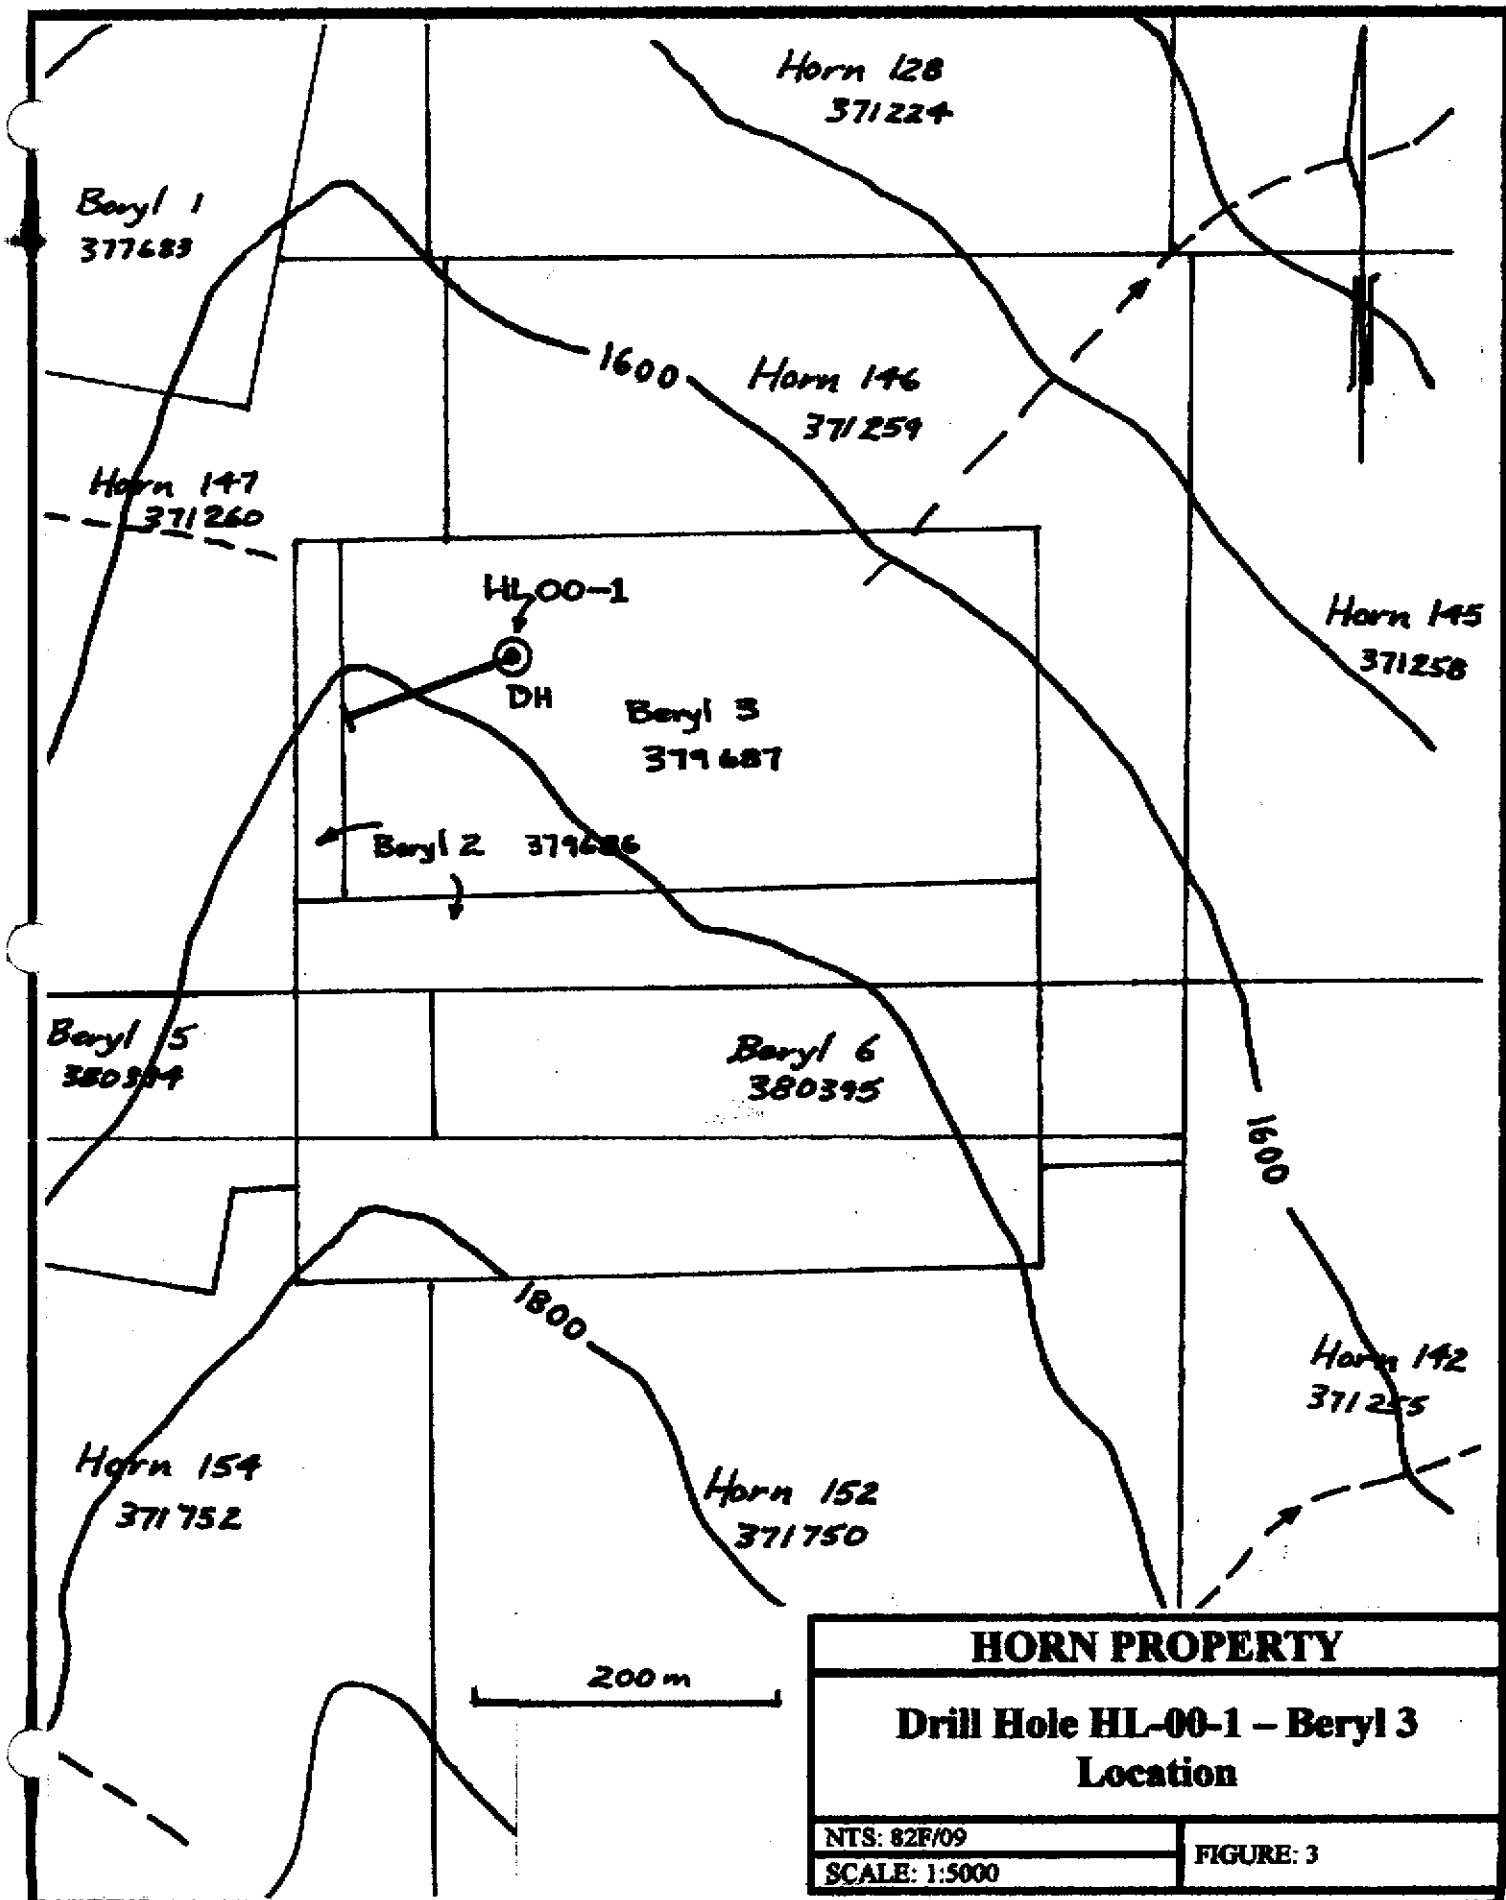 Horn 128
371224
Beryl 1
377683
1600
Horn 146
371259
Horn 147
371260
HL00-1
DH
Horn 145
371258
Beryl 3
379687
Beryl 2 379686
Beryl 5
380394
Beryl 6
380395
1600
1800
Horn 142
371255
Horn 154
371752
Horn 152
371750
200 m
HORN PROPERTY
Drill Hole HL-00-1 – Beryl 3
Location
NTS: 82F/09
SCALE: 1:5000
FIGURE: 3